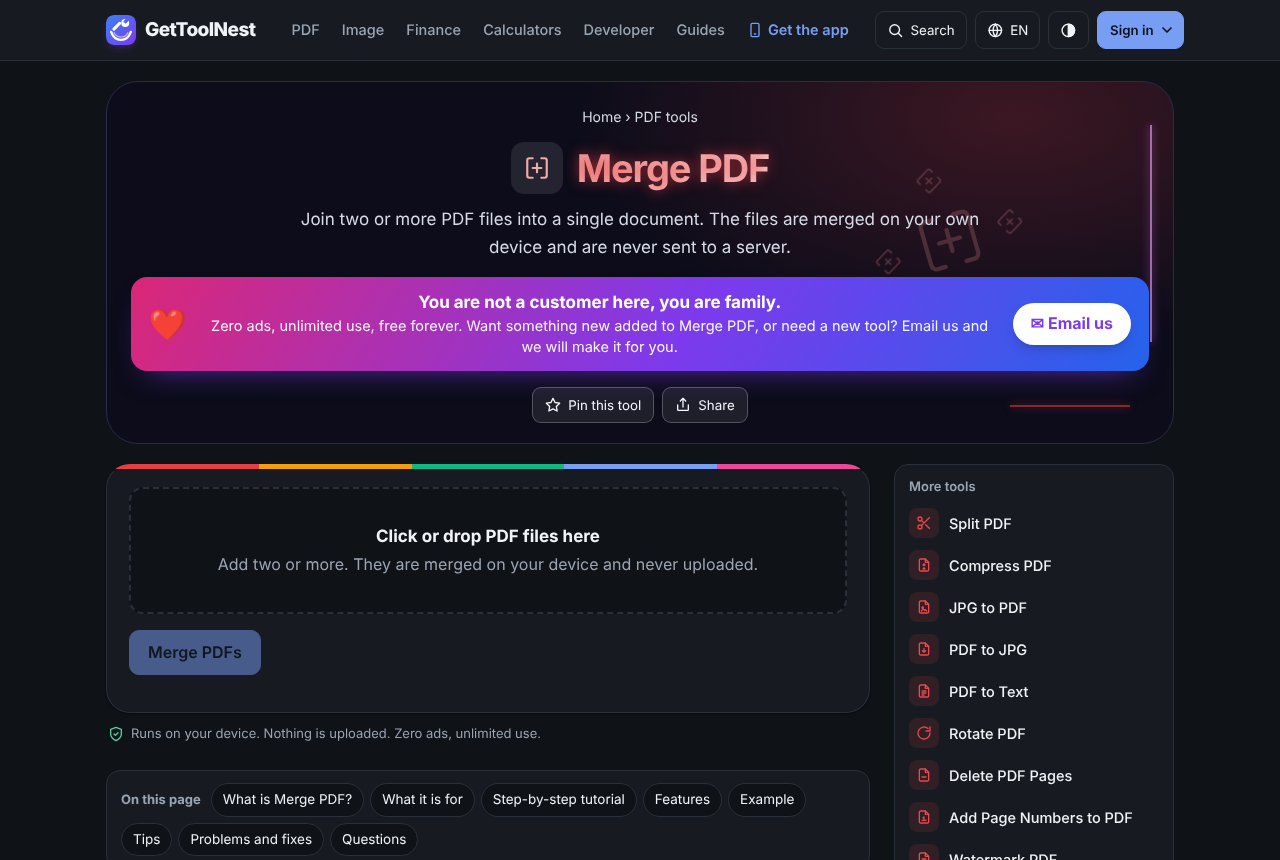 GetToolNest
PDF
Image
Finance
Calculators
Developer
Guides
Get the app
Search
EN
Sign in
Home › PDF tools
Merge PDF
Join two or more PDF files into a single document. The files are merged on your own
device and are never sent to a server.
You are not a customer here, you are family.
Zero ads, unlimited use, free forever. Want something new added to Merge PDF, or need a new tool? Email us and
we will make it for you.
✉ Email us
Pin this tool
Share
Click or drop PDF files here
Add two or more. They are merged on your device and never uploaded.
Merge PDFs
Runs on your device. Nothing is uploaded. Zero ads, unlimited use.
On this page
What is Merge PDF?
What it is for
Step-by-step tutorial
Features
Example
Tips
Problems and fixes
Questions
More tools
Split PDF
Compress PDF
JPG to PDF
PDF to JPG
PDF to Text
Rotate PDF
Delete PDF Pages
Add Page Numbers to PDF
Watermark PDF